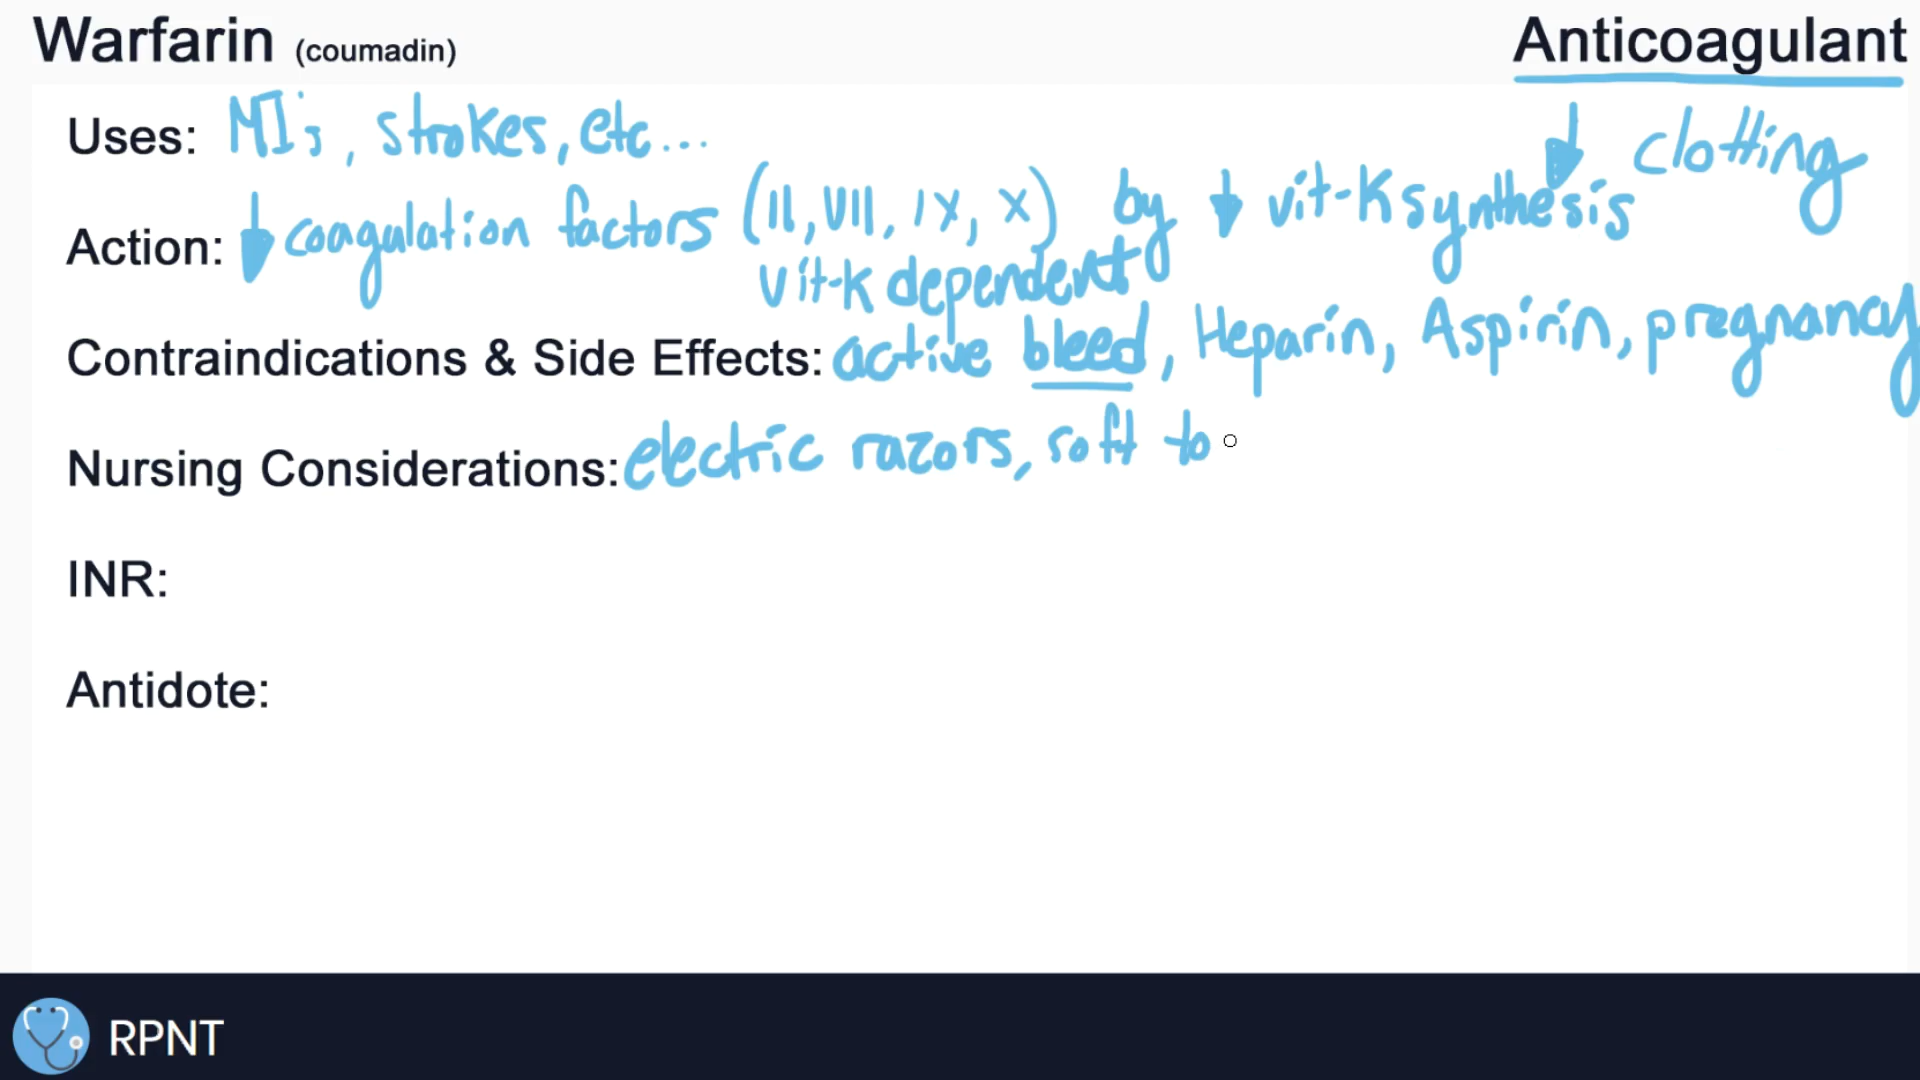 Warfarin (coumadin) Anticoagulant
↓ clotting
Uses: MI's, strokes, etc...
Action: ↓ coagulation factors (II, VII, IX, X) by ↓ vit-K synthesis
vit-K dependent
Contraindications & Side Effects: active bleed, Heparin, Aspirin, pregnancy
Nursing Considerations: electric razors, soft to
INR:
Antidote:
RPNT